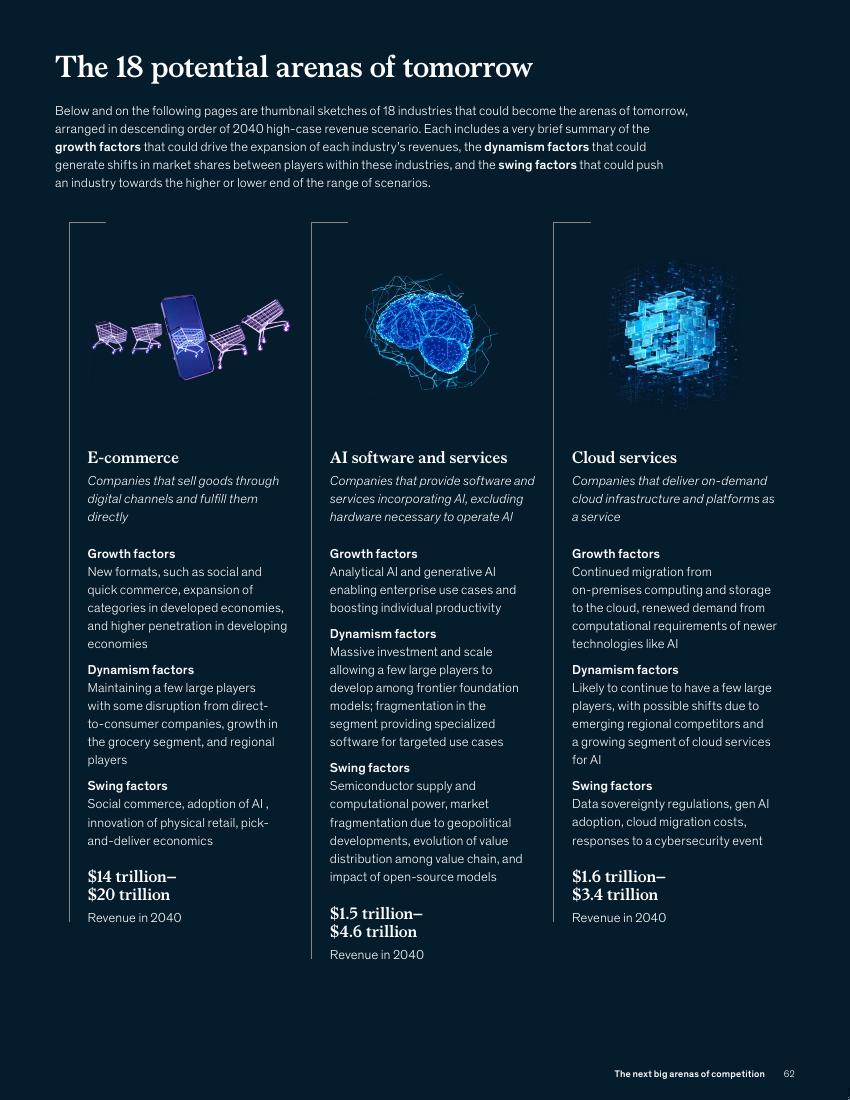 The 18 potential arenas of tomorrow
Below and on the following pages are thumbnail sketches of 18 industries that could become the arenas of tomorrow,
arranged in descending order of 2040 high-case revenue scenario. Each includes a very brief summary of the
growth factors that could drive the expansion of each industry's revenues, the dynamism factors that could
generate shifts in market shares between players within these industries, and the swing factors that could push
an industry towards the higher or lower end of the range of scenarios.
E-commerce
Companies that sell goods through
digital channels and fulfill them
directly
Growth factors
New formats, such as social and
quick commerce, expansion of
categories in developed economies,
and higher penetration in developing
economies
Dynamism factors
Maintaining a few large players
with some disruption from direct-
to-consumer companies, growth in
the grocery segment, and regional
players
Swing factors
Social commerce, adoption of AI ,
innovation of physical retail, pick-
and-deliver economics
$14 trillion–
$20 trillion
Revenue in 2040
AI software and services
Companies that provide software and
services incorporating AI, excluding
hardware necessary to operate AI
Growth factors
Analytical AI and generative AI
enabling enterprise use cases and
boosting individual productivity
Dynamism factors
Massive investment and scale
allowing a few large players to
develop among frontier foundation
models; fragmentation in the
segment providing specialized
software for targeted use cases
Swing factors
Semiconductor supply and
computational power, market
fragmentation due to geopolitical
developments, evolution of value
distribution among value chain, and
impact of open-source models
$1.5 trillion–
$4.6 trillion
Revenue in 2040
Cloud services
Companies that deliver on-demand
cloud infrastructure and platforms as
a service
Growth factors
Continued migration from
on-premises computing and storage
to the cloud, renewed demand from
computational requirements of newer
technologies like AI
Dynamism factors
Likely to continue to have a few large
players, with possible shifts due to
emerging regional competitors and
a growing segment of cloud services
for AI
Swing factors
Data sovereignty regulations, gen AI
adoption, cloud migration costs,
responses to a cybersecurity event
$1.6 trillion–
$3.4 trillion
Revenue in 2040
The next big arenas of competition 62